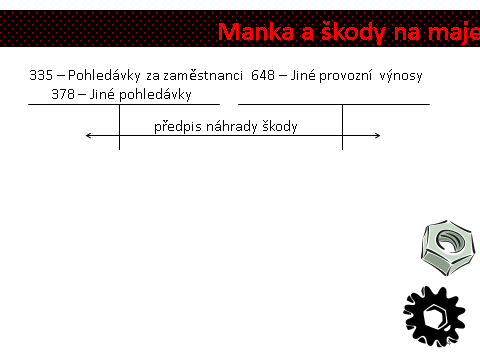 Manka a škody na maje
335 – Pohledávky za zaměstnanci 648 – Jiné provozní výnosy
378 – Jiné pohledávky
předpis náhrady škody